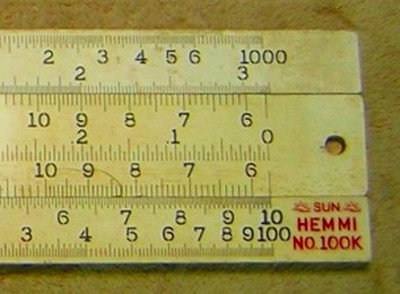 2 3 4 5 6 1000
2 3
10 9 8 7 6
.2 .1 0
10 9 8 7 6
6 7 8 9 10
3 4 5 6 7 8 9 100
SUN
HEMMI
NO. 100K